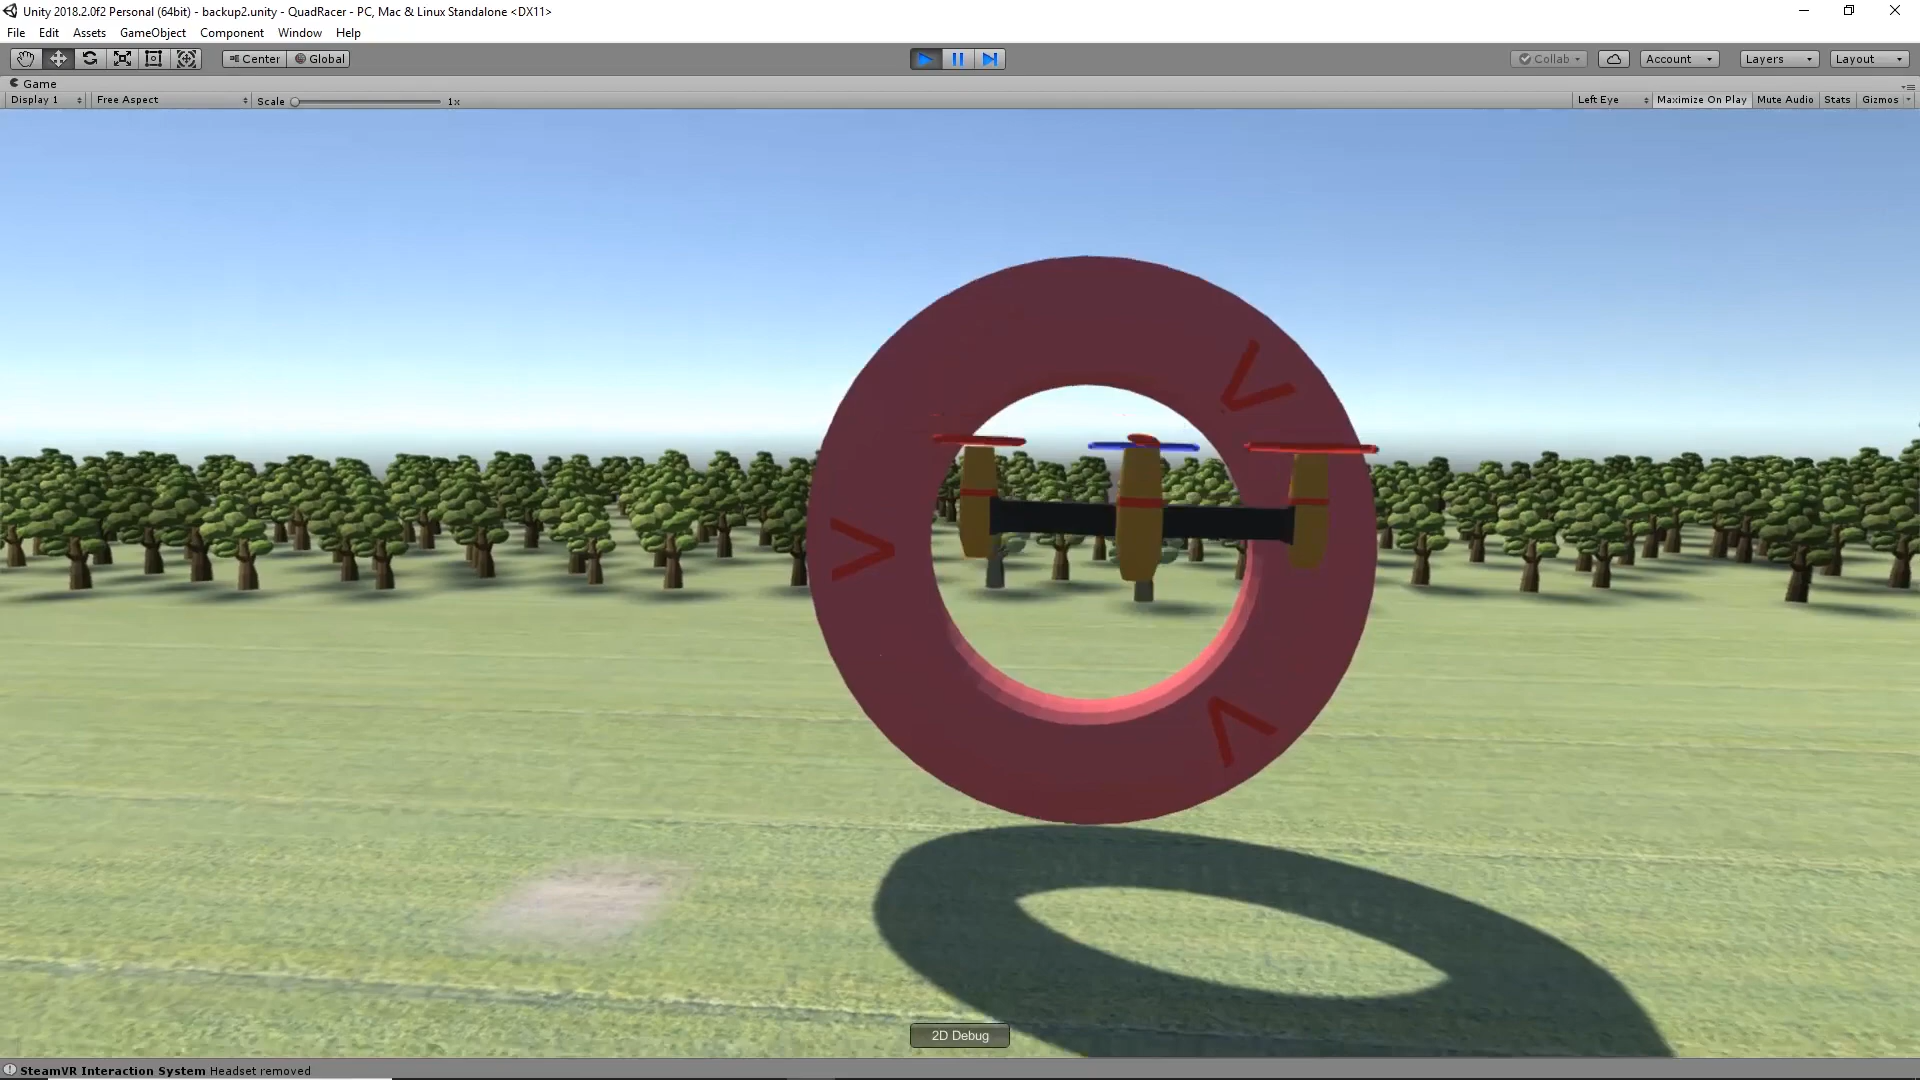 Unity 2018.2.0f2 Personal (64bit) - backup2.unity - QuadRacer - PC, Mac & Linux Standalone <DX11>
File Edit Assets GameObject Component Window Help
Center Global Collab Account Layers Layout
Game
Display 1 Free Aspect Scale 1x Left Eye Maximize On Play Mute Audio Stats Gizmos
V
V
V
2D Debug
SteamVR Interaction System Headset removed